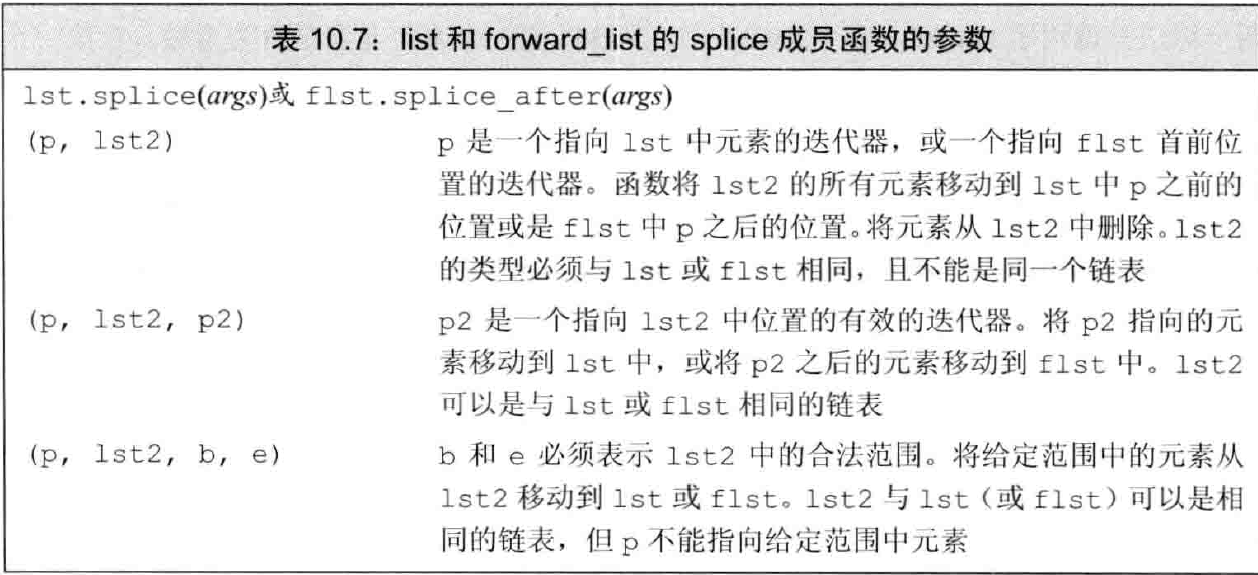 表 10.7：list 和 forward_list 的 splice 成员函数的参数
lst.splice(args)或 flst.splice_after(args)
(p, lst2) p 是一个指向 lst 中元素的迭代器，或一个指向 flst 首前位
置的迭代器。函数将 lst2 的所有元素移动到 lst 中 p 之前的
位置或是 flst 中 p 之后的位置。将元素从 lst2 中删除。lst2
的类型必须与 lst 或 flst 相同，且不能是同一个链表
(p, lst2, p2) p2 是一个指向 lst2 中位置的有效的迭代器。将 p2 指向的元
素移动到 lst 中，或将 p2 之后的元素移动到 flst 中。lst2
可以是与 lst 或 flst 相同的链表
(p, lst2, b, e) b 和 e 必须表示 lst2 中的合法范围。将给定范围中的元素从
lst2 移动到 lst 或 flst。lst2 与 lst（或 flst）可以是相
同的链表，但 p 不能指向给定范围中元素